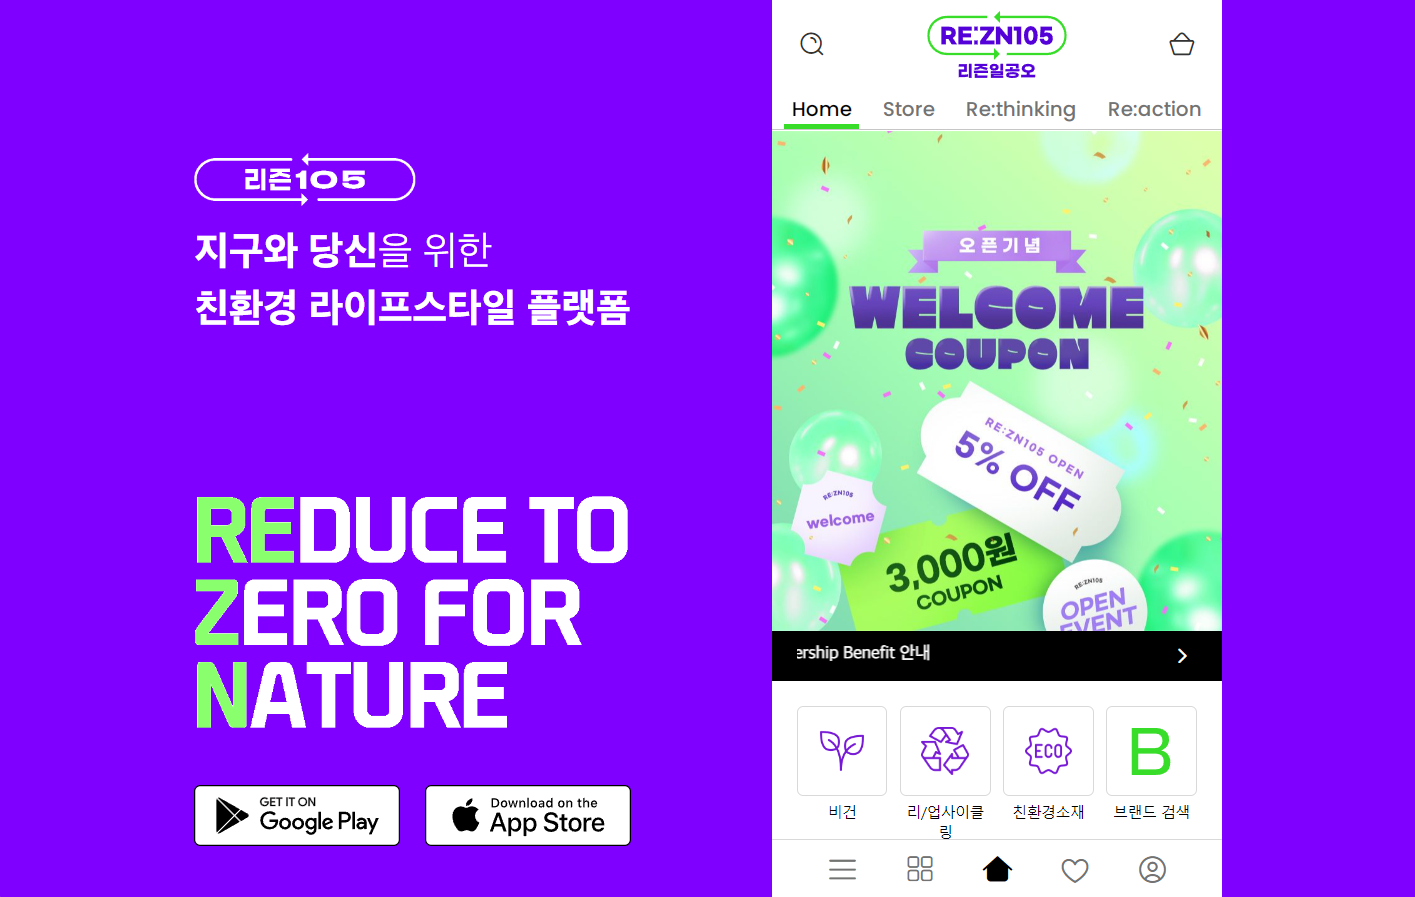 리즌105
지구와 당신을 위한
친환경 라이프스타일 플랫폼
REDUCE TO
ZERO FOR
NATURE
GET IT ON
Google Play
Download on the
App Store
RE:ZN105
리즌일공오
Home Store Re:thinking Re:action
오픈기념
WELCOME
COUPON
RE:ZN105 OPEN
5% OFF
RE:ZN105
welcome
3,000원
COUPON
RE:ZN105
OPEN
EVENT
ership Benefit 안내
ECO
B
비건 리/업사이클 친환경소재 브랜드 검색
링